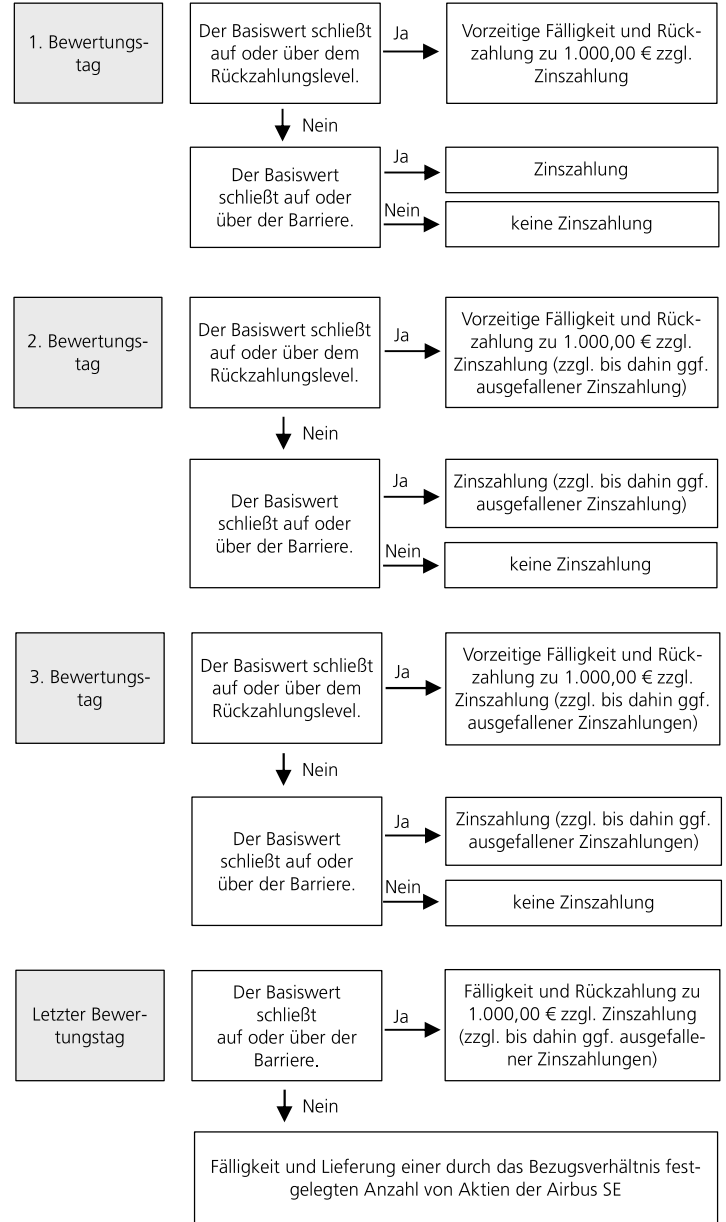 1. Bewertungs-
tag
Der Basiswert schließt
auf oder über dem
Rückzahlungslevel.
Ja
Vorzeitige Fälligkeit und Rück-
zahlung zu 1.000,00 € zzgl.
Zinszahlung
Nein
Der Basiswert
schließt auf oder
über der Barriere.
Ja
Zinszahlung
Nein
keine Zinszahlung
2. Bewertungs-
tag
Der Basiswert schließt
auf oder über dem
Rückzahlungslevel.
Ja
Vorzeitige Fälligkeit und Rück-
zahlung zu 1.000,00 € zzgl.
Zinszahlung (zzgl. bis dahin ggf.
ausgefallener Zinszahlung)
Nein
Der Basiswert
schließt auf oder
über der Barriere.
Ja
Zinszahlung (zzgl. bis dahin ggf.
ausgefallener Zinszahlung)
Nein
keine Zinszahlung
3. Bewertungs-
tag
Der Basiswert schließt
auf oder über dem
Rückzahlungslevel.
Ja
Vorzeitige Fälligkeit und Rück-
zahlung zu 1.000,00 € zzgl.
Zinszahlung (zzgl. bis dahin ggf.
ausgefallener Zinszahlungen)
Nein
Der Basiswert
schließt auf oder
über der Barriere.
Ja
Zinszahlung (zzgl. bis dahin ggf.
ausgefallener Zinszahlungen)
Nein
keine Zinszahlung
Letzter Bewer-
tungstag
Der Basiswert
schließt
auf oder über der
Barriere.
Ja
Fälligkeit und Rückzahlung zu
1.000,00 € zzgl. Zinszahlung
(zzgl. bis dahin ggf. ausgefalle-
ner Zinszahlungen)
Nein
Fälligkeit und Lieferung einer durch das Bezugsverhältnis fest-
gelegten Anzahl von Aktien der Airbus SE